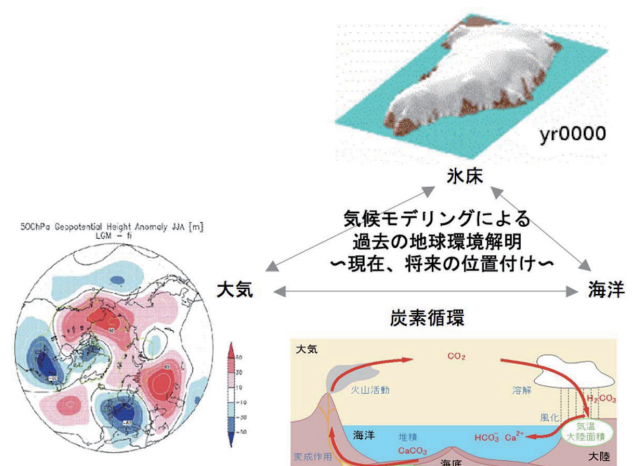 yr0000
氷床
気候モデリングによる
過去の地球環境解明
〜現在、将来の位置付け〜
大気
海洋
500hPa Geopotential Height Anomaly JJA [m]
LGM - fi
炭素循環
大気
CO₂
火山活動
溶解
H₂CO₃
風化
気温
大陸面積
海洋
堆積
CaCO₃
HCO₃⁻ Ca²⁺
変成作用
海底
大陸